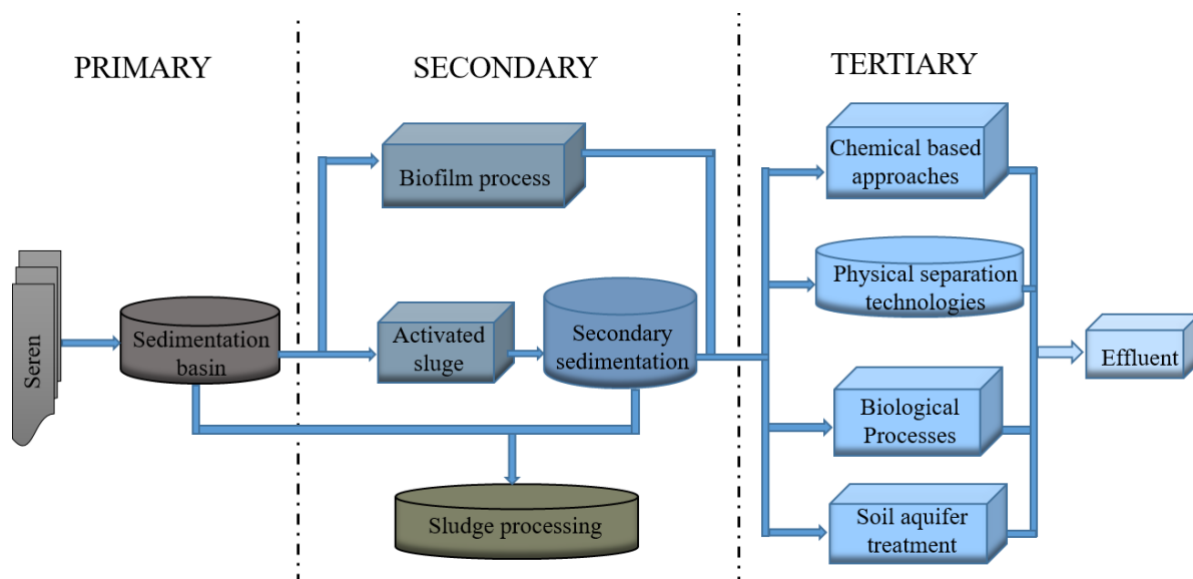 PRIMARY
SECONDARY
TERTIARY
Seren
Sedimentation
basin
Biofilm process
Activated
sluge
Secondary
sedimentation
Sludge processing
Chemical based
approaches
Physical separation
technologies
Biological
Processes
Soil aquifer
treatment
Effluent